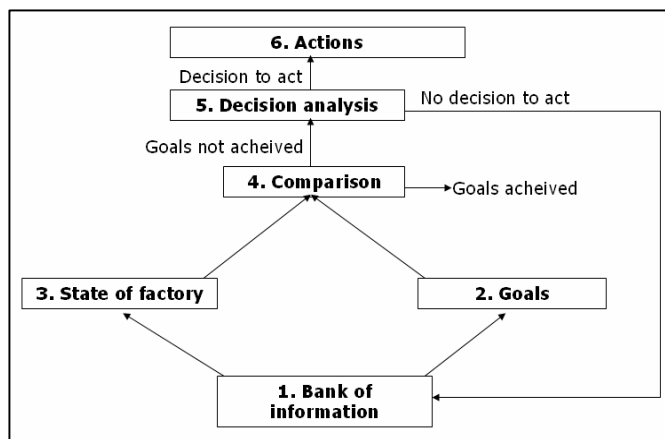 6. Actions
Decision to act
5. Decision analysis
No decision to act
Goals not acheived
4. Comparison
Goals acheived
3. State of factory
2. Goals
1. Bank of
information